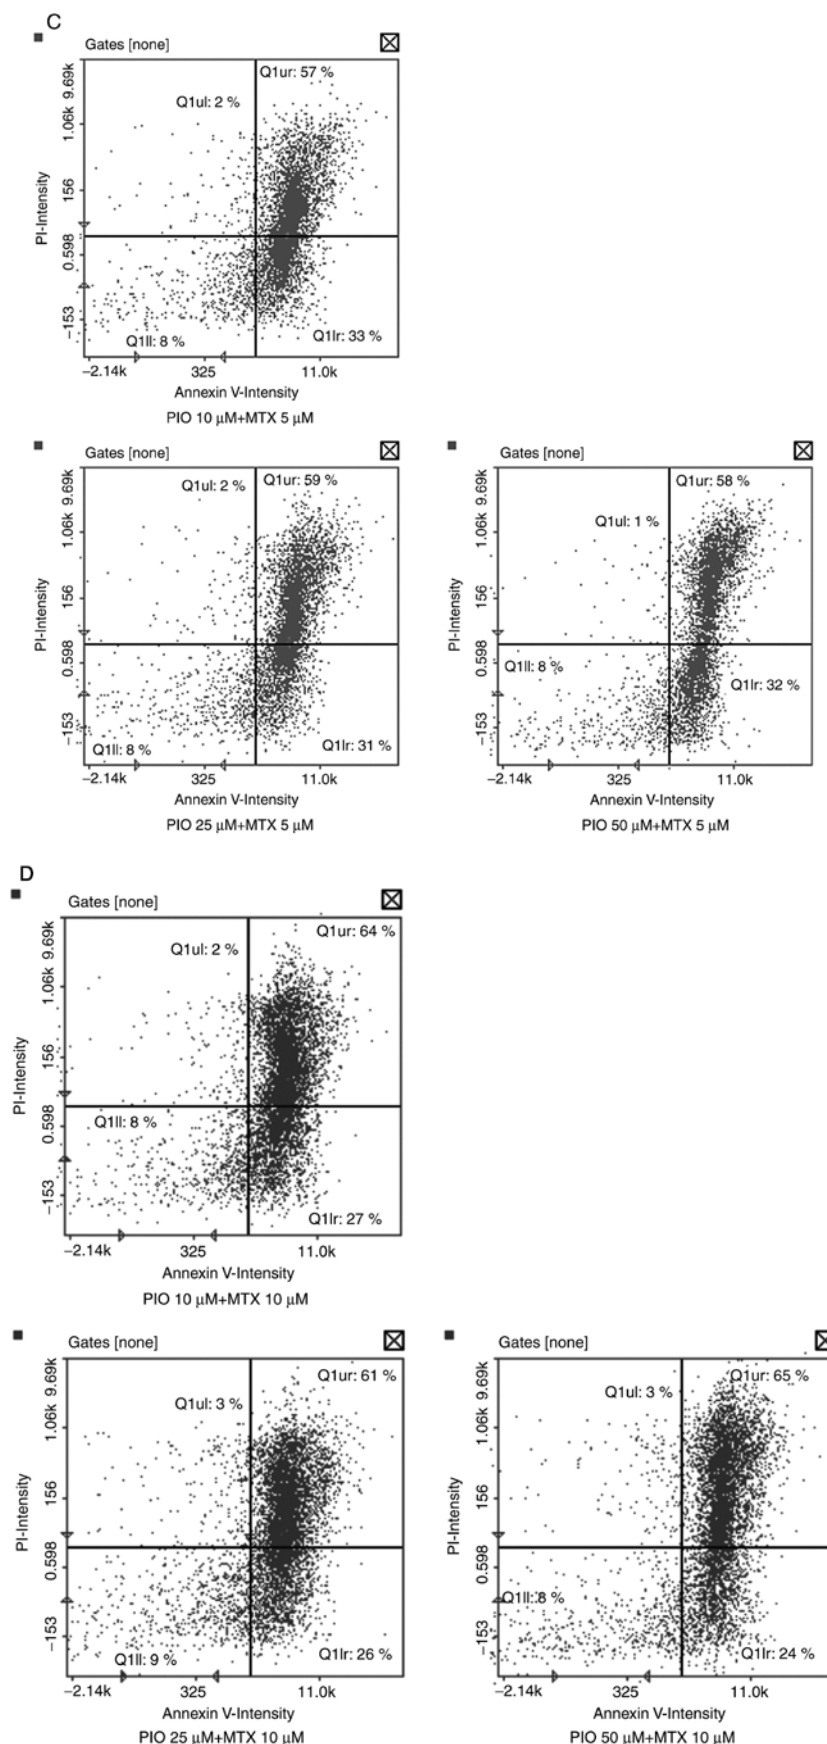 C
Gates [none]
Q1ur: 57 %
Q1ul: 2 %
9.69k
1.06k
156
0.598
−153
PI-Intensity
Q1ll: 8 %
Q1lr: 33 %
−2.14k 325 11.0k
Annexin V-Intensity
PIO 10 µM+MTX 5 µM
Gates [none]
Q1ul: 2 %
Q1ur: 59 %
9.69k
1.06k
156
0.598
−153
PI-Intensity
Q1ll: 8 %
Q1lr: 31 %
−2.14k 325 11.0k
Annexin V-Intensity
PIO 25 µM+MTX 5 µM
Gates [none]
Q1ur: 58 %
Q1ul: 1 %
9.69k
1.06k
156
0.598
−153
PI-Intensity
Q1ll: 8 %
Q1lr: 32 %
−2.14k 325 11.0k
Annexin V-Intensity
PIO 50 µM+MTX 5 µM
D
Gates [none]
Q1ur: 64 %
Q1ul: 2 %
9.69k
1.06k
156
0.598
−153
PI-Intensity
Q1ll: 8 %
Q1lr: 27 %
−2.14k 325 11.0k
Annexin V-Intensity
PIO 10 µM+MTX 10 µM
Gates [none]
Q1ur: 61 %
Q1ul: 3 %
9.69k
1.06k
156
0.598
−153
PI-Intensity
Q1ll: 9 %
Q1lr: 26 %
−2.14k 325 11.0k
Annexin V-Intensity
PIO 25 µM+MTX 10 µM
Gates [none]
Q1ur: 65 %
Q1ul: 3 %
9.69k
1.06k
156
0.598
−153
PI-Intensity
Q1ll: 8 %
Q1lr: 24 %
−2.14k 325 11.0k
Annexin V-Intensity
PIO 50 µM+MTX 10 µM